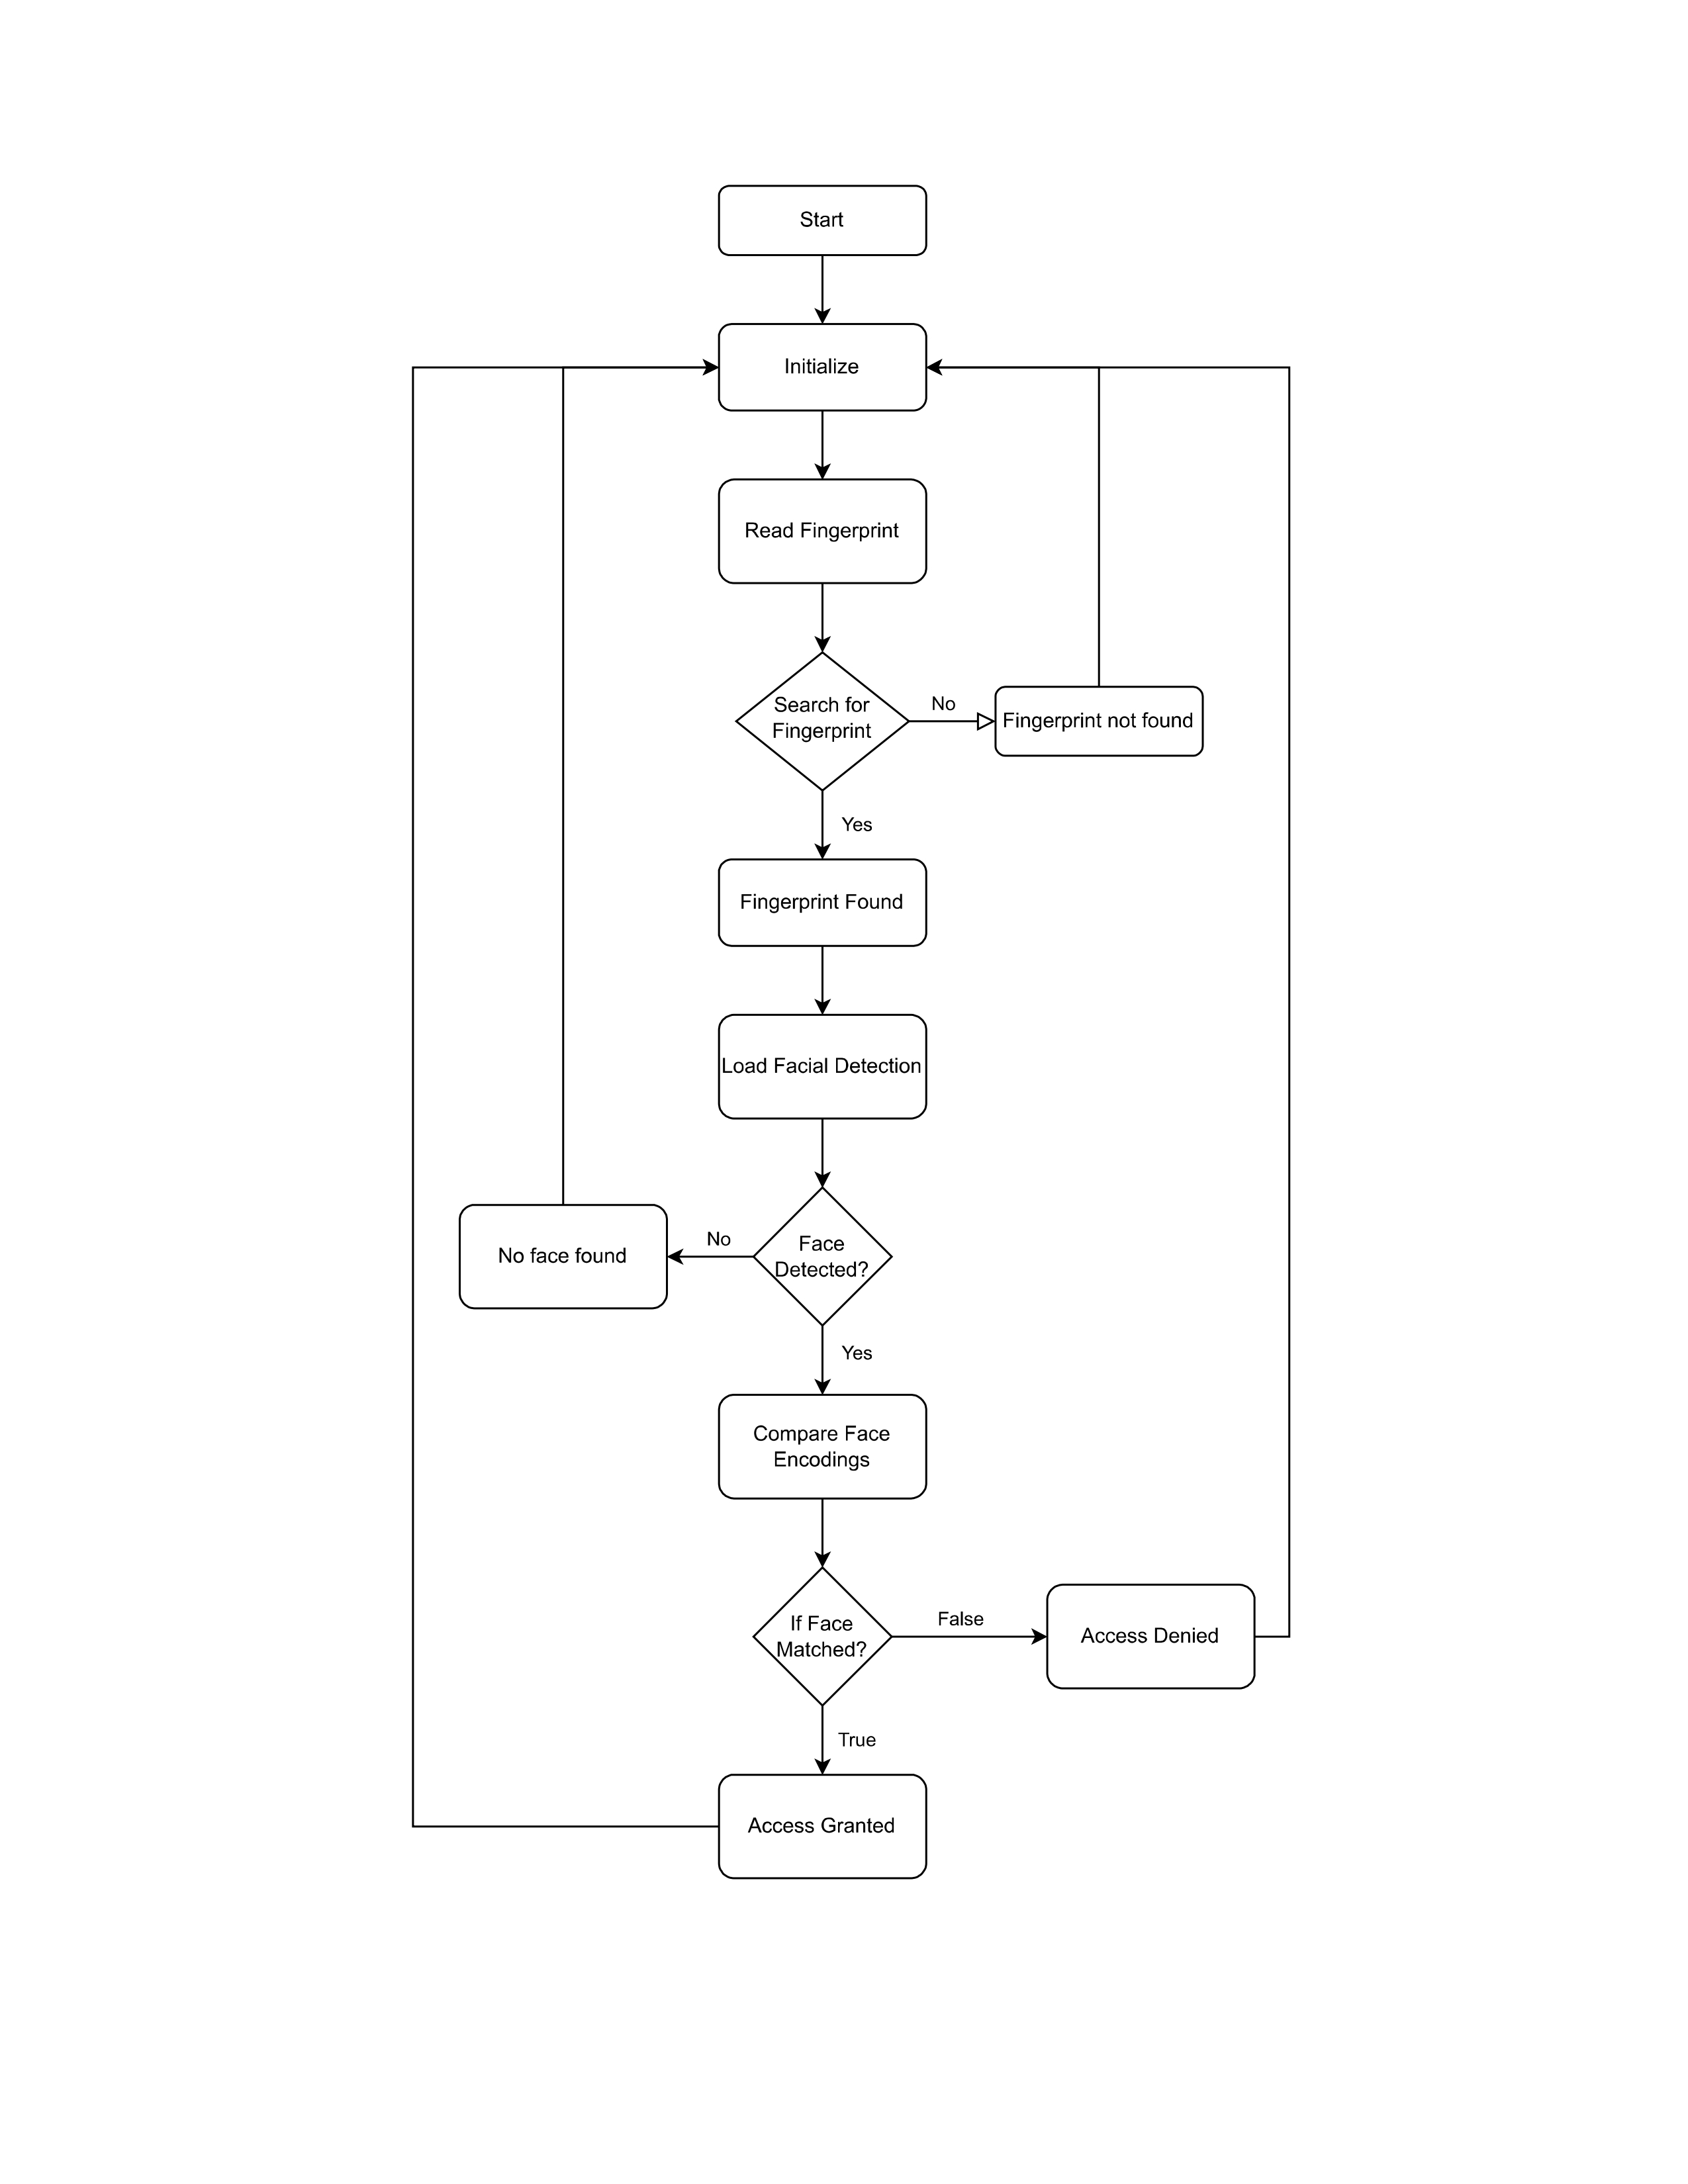 Start
Initialize
Read Fingerprint
Search for
Fingerprint
No
Fingerprint not found
Yes
Fingerprint Found
Load Facial Detection
No face found
No
Face
Detected?
Yes
Compare Face
Encodings
If Face
Matched?
False
Access Denied
True
Access Granted